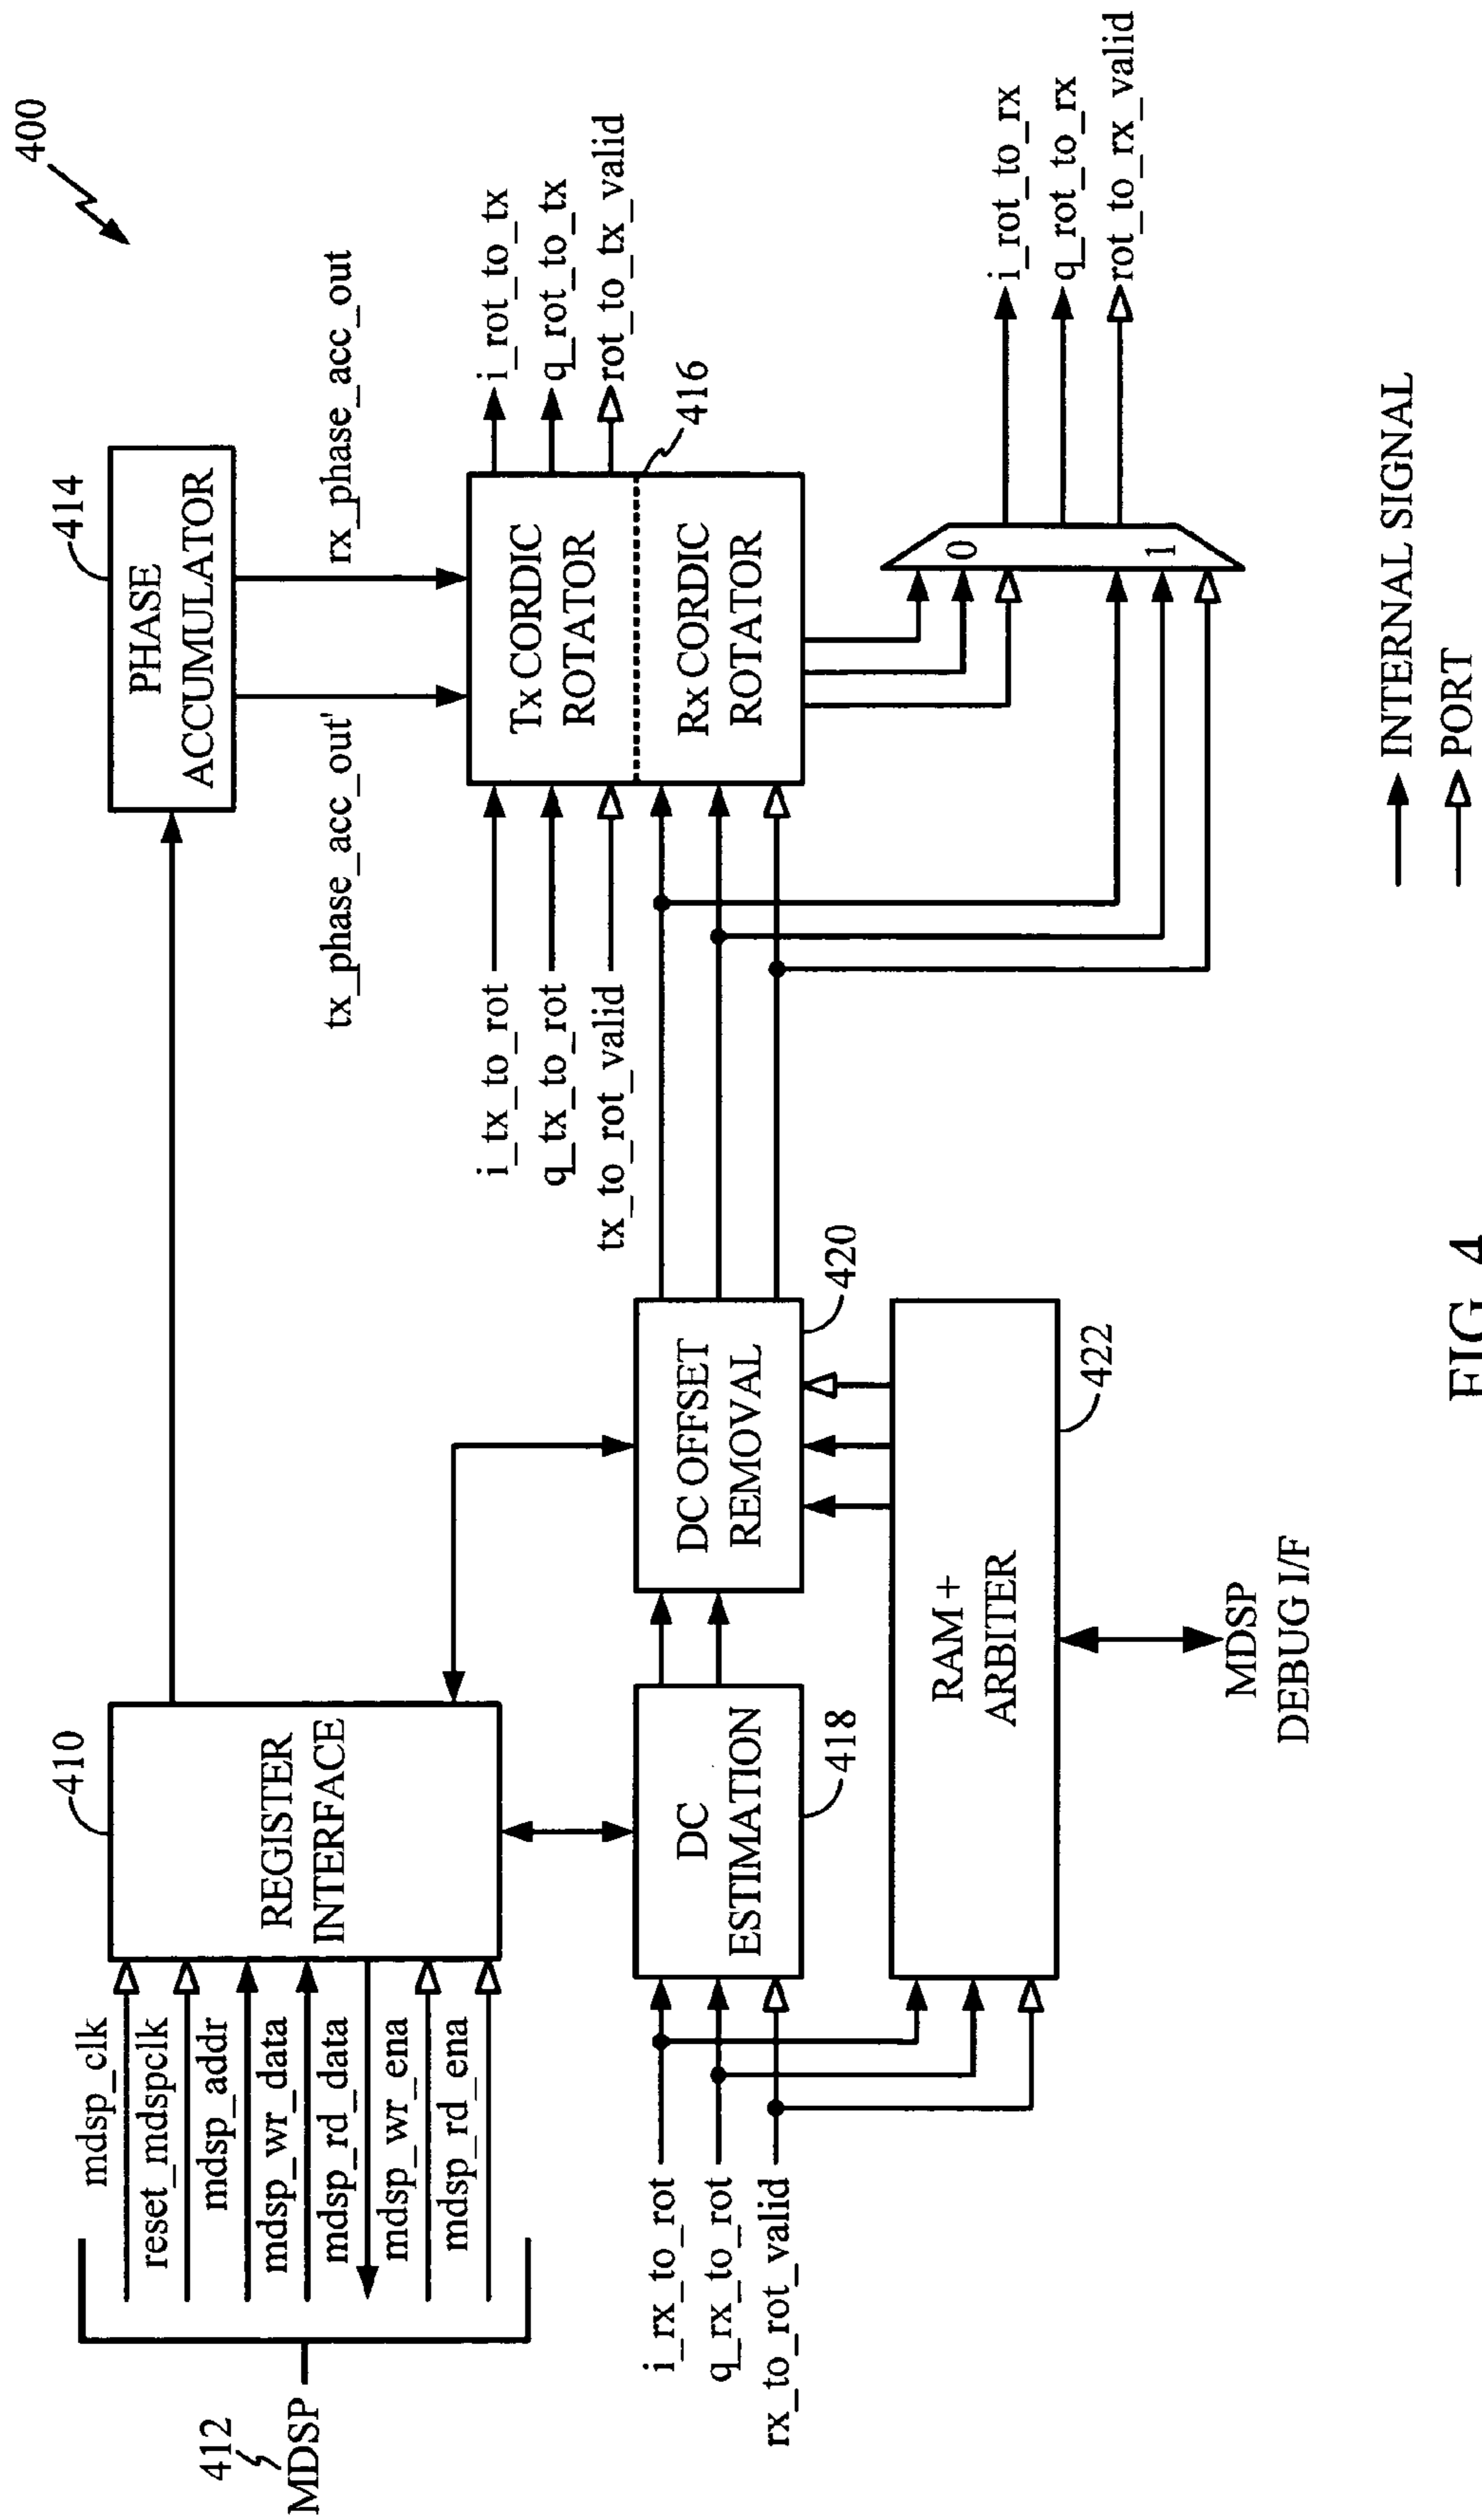 400
410
REGISTER
INTERFACE
412
MDSP
mdsp_clk
reset_mdspclk
mdsp_addr
mdsp_wr_data
mdsp_rd_data
mdsp_wr_ena
mdsp_rd_ena
414
PHASE
ACCUMULATOR
tx_phase_acc_out'
rx_phase_acc_out
i_tx_to_rot
q_tx_to_rot
tx_to_rot_valid
Tx CORDIC
ROTATOR
Rx CORDIC
ROTATOR
416
i_rot_to_tx
q_rot_to_tx
rot_to_tx_valid
i_rx_to_rot
q_rx_to_rot
rx_to_rot_valid
DC
ESTIMATION
418
DC OFFSET
REMOVAL
420
RAM+
ARBITER
422
MDSP
DEBUG I/F
0
1
i_rot_to_rx
q_rot_to_rx
rot_to_rx_valid
INTERNAL SIGNAL
PORT
FIG. 4